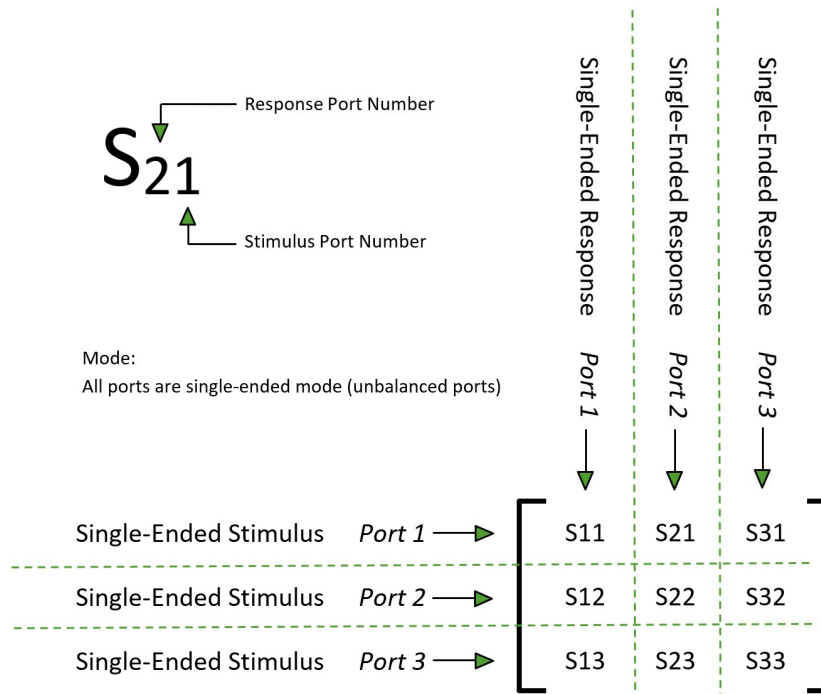 Response Port Number
S21
Stimulus Port Number
Mode:
All ports are single-ended mode (unbalanced ports)
Single-Ended Response Port 1
Single-Ended Response Port 2
Single-Ended Response Port 3
Single-Ended Stimulus Port 1 S11 S21 S31
Single-Ended Stimulus Port 2 S12 S22 S32
Single-Ended Stimulus Port 3 S13 S23 S33